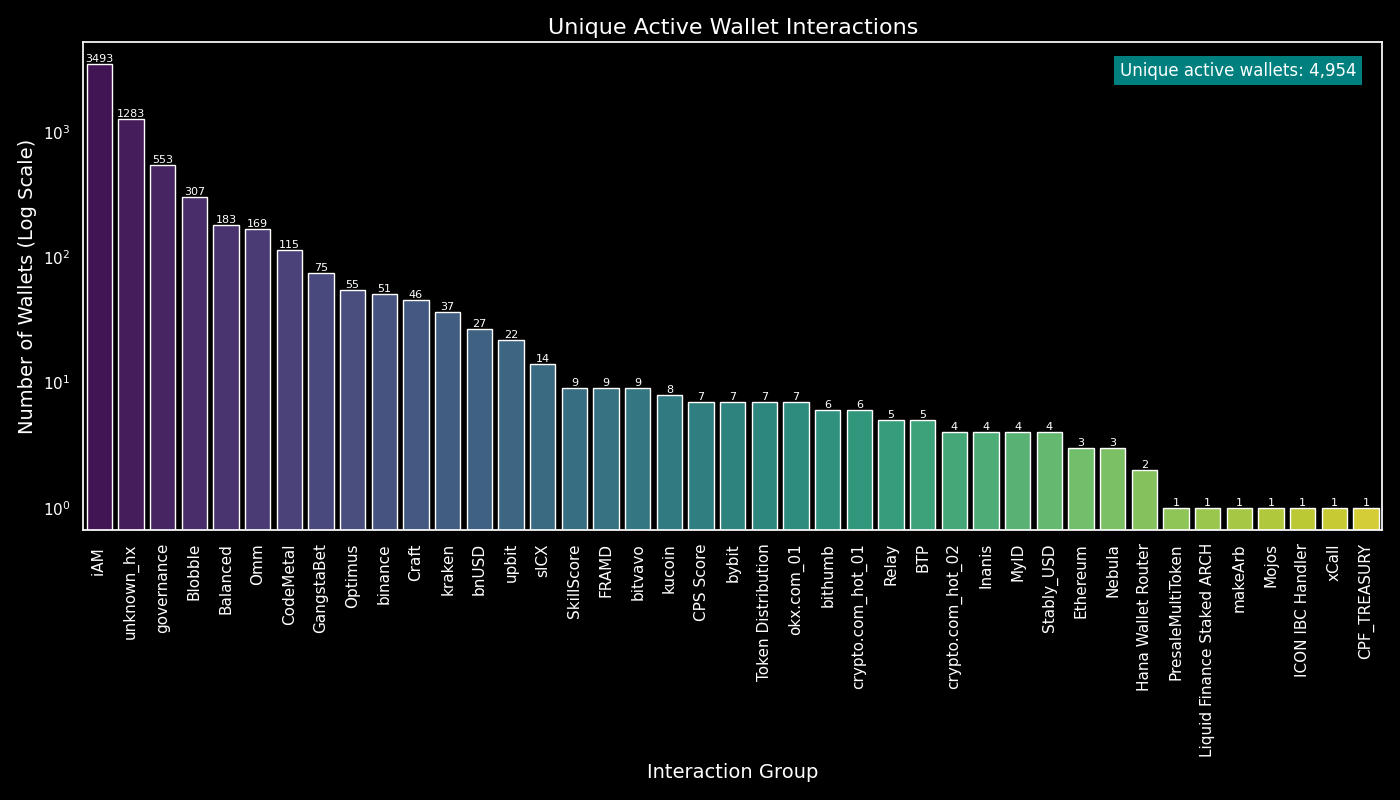 Unique Active Wallet Interactions
Unique active wallets: 4,954
Number of Wallets (Log Scale)
10³
10²
10¹
10⁰
3493
1283
553
307
183
169
115
75
55
51
46
37
27
22
14
9
9
9
8
7
7
7
7
6
6
5
5
4
4
4
4
3
3
2
1
1
1
1
1
1
1
iAM
unknown_hx
governance
Blobble
Balanced
Omm
CodeMetal
GangstaBet
Optimus
binance
Craft
kraken
bnUSD
upbit
sICX
SkillScore
FRAMD
bitvavo
kucoin
CPS Score
bybit
Token Distribution
okx.com_01
bithumb
crypto.com_hot_01
Relay
BTP
crypto.com_hot_02
Inanis
MyID
Stably_USD
Ethereum
Nebula
Hana Wallet Router
PresaleMultiToken
Liquid Finance Staked ARCH
makeArb
Mojos
ICON IBC Handler
xCall
CPF_TREASURY
Interaction Group